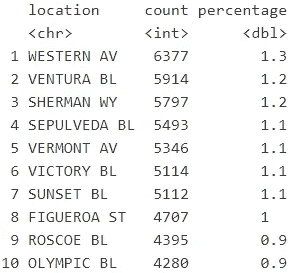 location count percentage
<chr> <int> <dbl>
1 WESTERN AV 6377 1.3
2 VENTURA BL 5914 1.2
3 SHERMAN WY 5797 1.2
4 SEPULVEDA BL 5493 1.1
5 VERMONT AV 5346 1.1
6 VICTORY BL 5114 1.1
7 SUNSET BL 5112 1.1
8 FIGUEROA ST 4707 1
9 ROSCOE BL 4395 0.9
10 OLYMPIC BL 4280 0.9